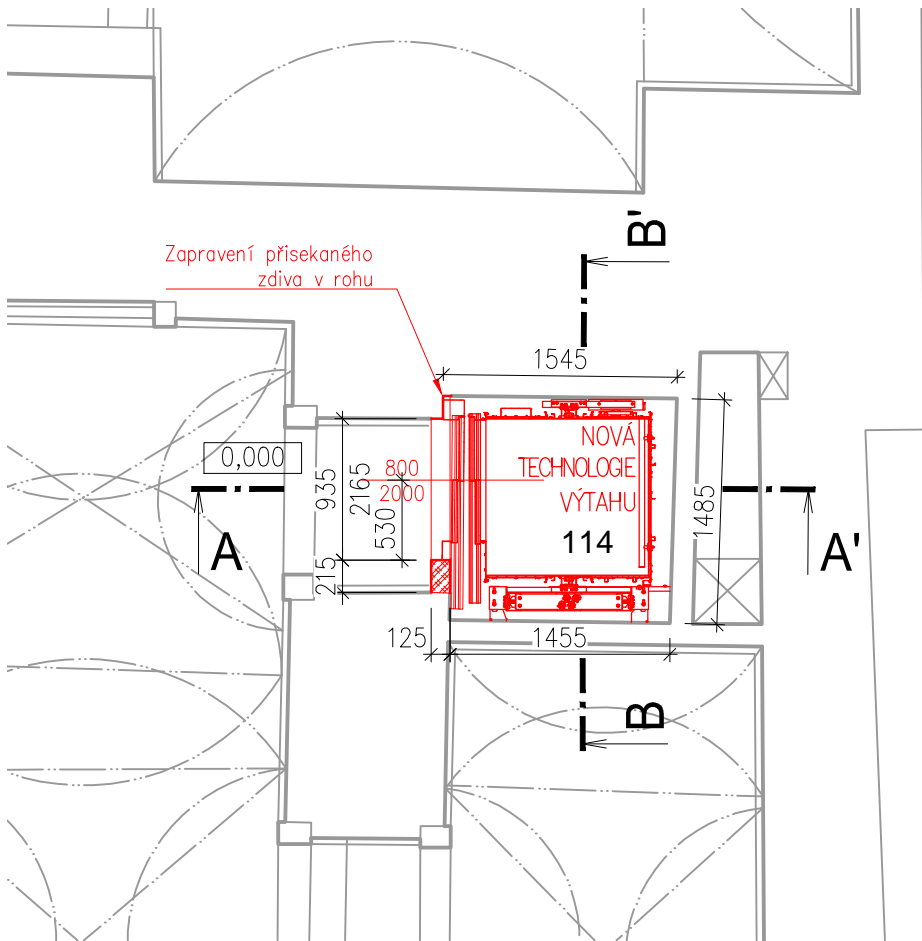 B'
Zapravení přisekaného
zdiva v rohu
1545
NOVÁ
TECHNOLOGIE
VÝTAHU
114
0,000
935
2165
800
2000
530
215
1485
A
A'
125
1455
B